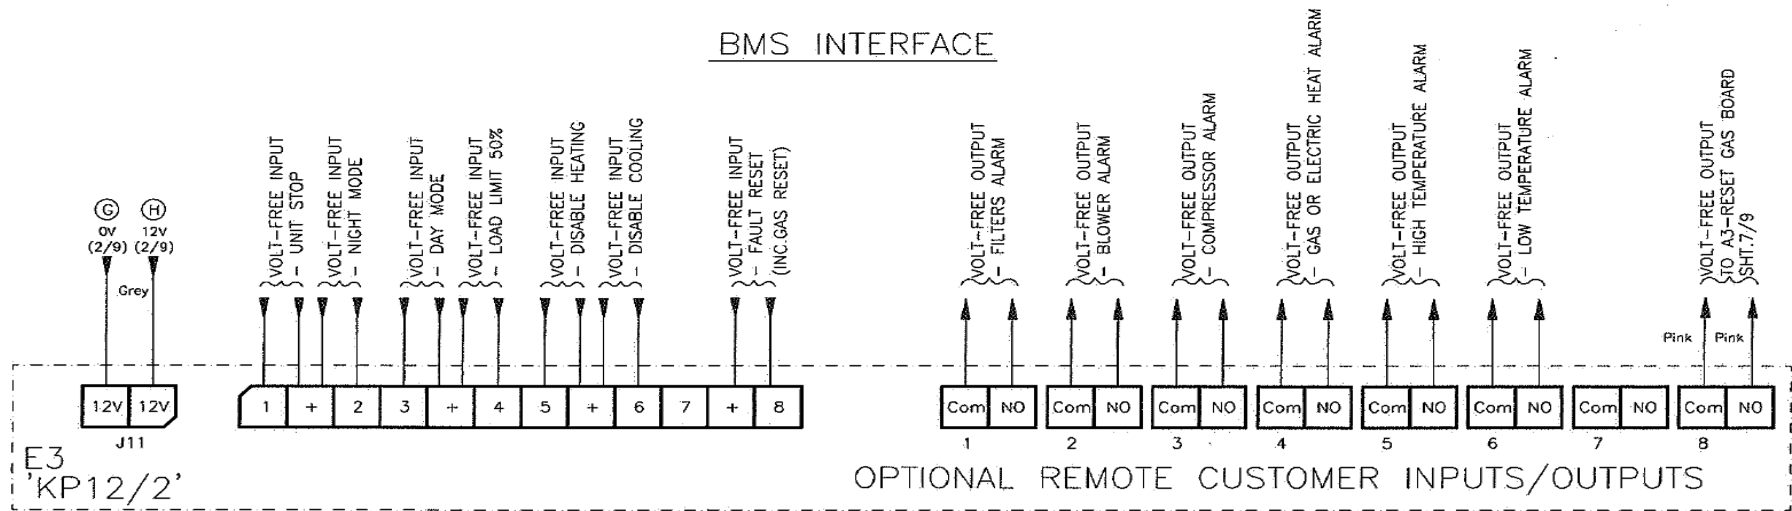 BMS INTERFACE
G
0V
(2/9)
H
12V
(2/9)
Grey
VOLT-FREE INPUT
- UNIT STOP
VOLT-FREE INPUT
- NIGHT MODE
VOLT-FREE INPUT
- DAY MODE
VOLT-FREE INPUT
- LOAD LIMIT 50%
VOLT-FREE INPUT
- DISABLE HEATING
VOLT-FREE INPUT
- DISABLE COOLING
VOLT-FREE INPUT
- FAULT RESET
(INC.GAS RESET)
VOLT-FREE OUTPUT
- FILTERS ALARM
VOLT-FREE OUTPUT
- BLOWER ALARM
VOLT-FREE OUTPUT
- COMPRESSOR ALARM
VOLT-FREE OUTPUT
- GAS OR ELECTRIC HEAT ALARM
VOLT-FREE OUTPUT
- HIGH TEMPERATURE ALARM
VOLT-FREE OUTPUT
- LOW TEMPERATURE ALARM
VOLT-FREE OUTPUT
TO A3-RESET GAS BOARD
SHT.7/9
Pink Pink
12V 12V
J11
1 + 2 3 + 4 5 + 6 7 + 8
Com NO
1
Com NO
2
Com NO
3
Com NO
4
Com NO
5
Com NO
6
Com NO
7
Com NO
8
E3
'KP12/2'
OPTIONAL REMOTE CUSTOMER INPUTS/OUTPUTS